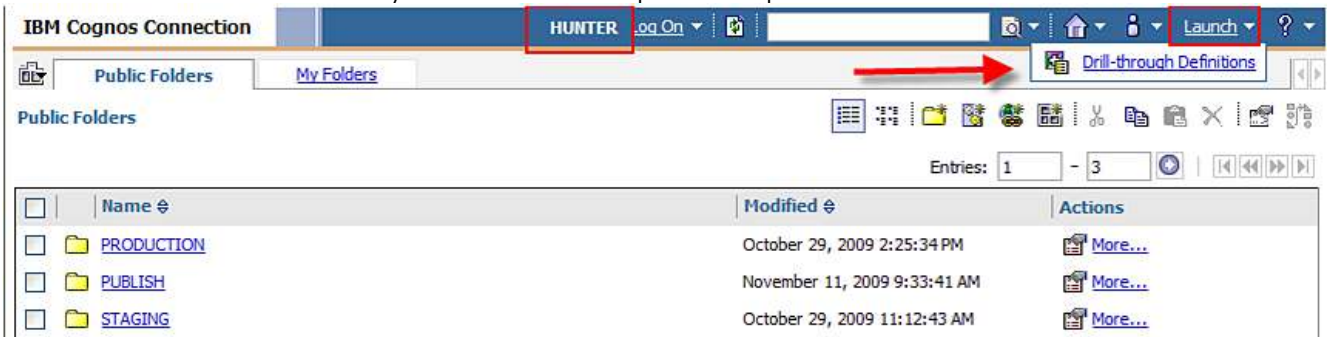 IBM Cognos Connection HUNTER Log On Launch ?
Drill-through Definitions
Public Folders My Folders
Public Folders
Entries: 1 - 3
Name Modified Actions
PRODUCTION October 29, 2009 2:25:34 PM More...
PUBLISH November 11, 2009 9:33:41 AM More...
STAGING October 29, 2009 11:12:43 AM More...